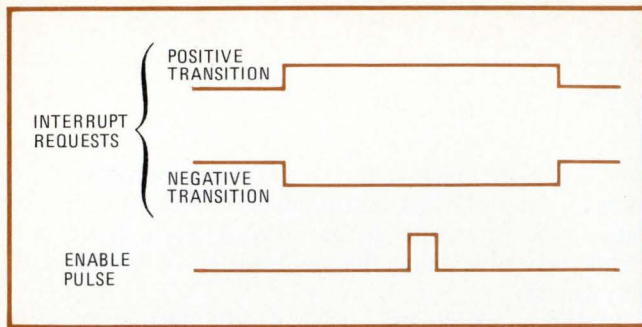 POSITIVE
TRANSITION
INTERRUPT
REQUESTS
NEGATIVE
TRANSITION
ENABLE
PULSE